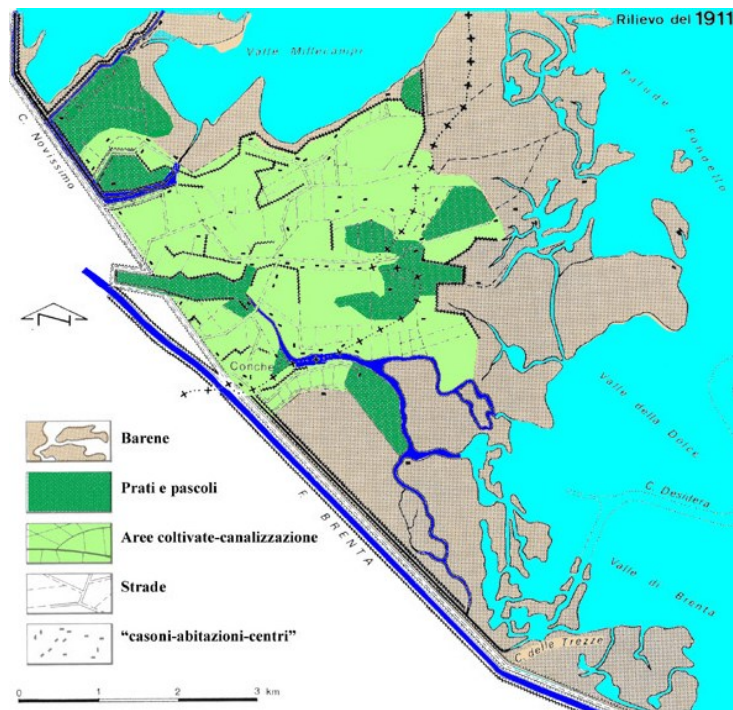 Rilievo del 1911
Valle Millecampi
Palude Fondello
C. Novissimo
N
Conche
Valle della Dolce
C. Desiifera
Valle di Brenta
F. BRENTA
C. delle Trezze
Barene
Prati e pascoli
Aree coltivate-canalizzazione
Strade
“casoni-abitazioni-centri”
0 1 2 3 km